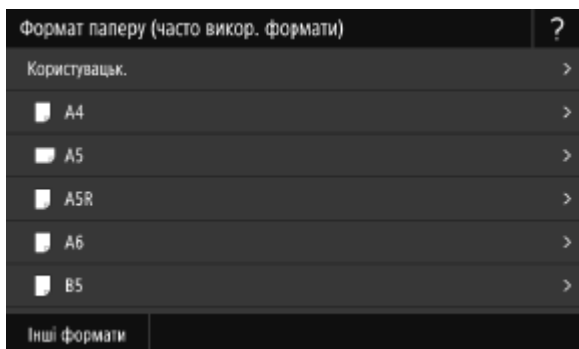 Формат паперу (часто викор. формати) ?
Користувацьк. >
A4 >
A5 >
A5R >
A6 >
B5 >
Інші формати